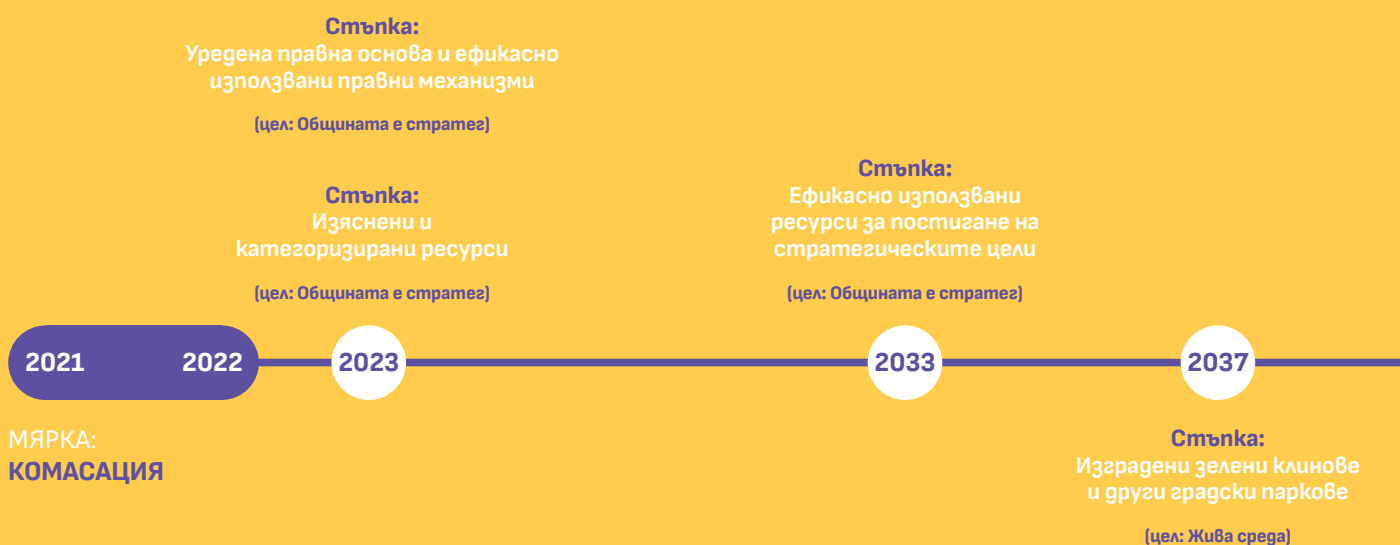 Стъпка:
Уредена правна основа и ефикасно
използвани правни механизми
(цел: Общината е стратег)
Стъпка:
Изяснени и
категоризирани ресурси
(цел: Общината е стратег)
Стъпка:
Ефикасно използвани
ресурси за постигане на
стратегическите цели
(цел: Общината е стратег)
2021 2022 2023 2033 2037
МЯРКА:
КОМАСАЦИЯ
Стъпка:
Изградени зелени клинове
и други градски паркове
(цел: Жива среда)